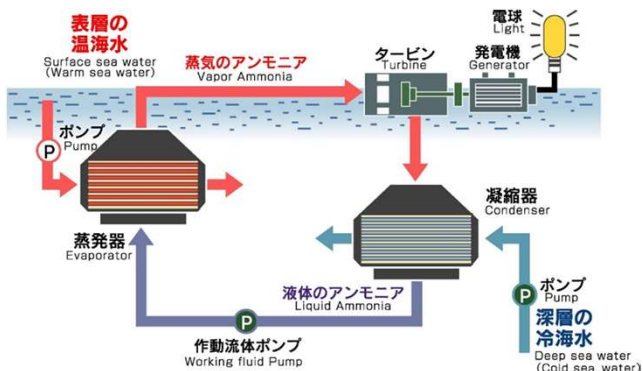 表層の
温海水
Surface sea water
(Warm sea water)
蒸気のアンモニア
Vapor Ammonia
タービン
Turbine
発電機
Generator
電球
Light
ポンプ
Pump
P
蒸発器
Evaporator
凝縮器
Condenser
液体のアンモニア
Liquid Ammonia
P
作動流体ポンプ
Working fluid Pump
P
ポンプ
Pump
深層の
冷海水
Deep sea water
(Cold sea water)